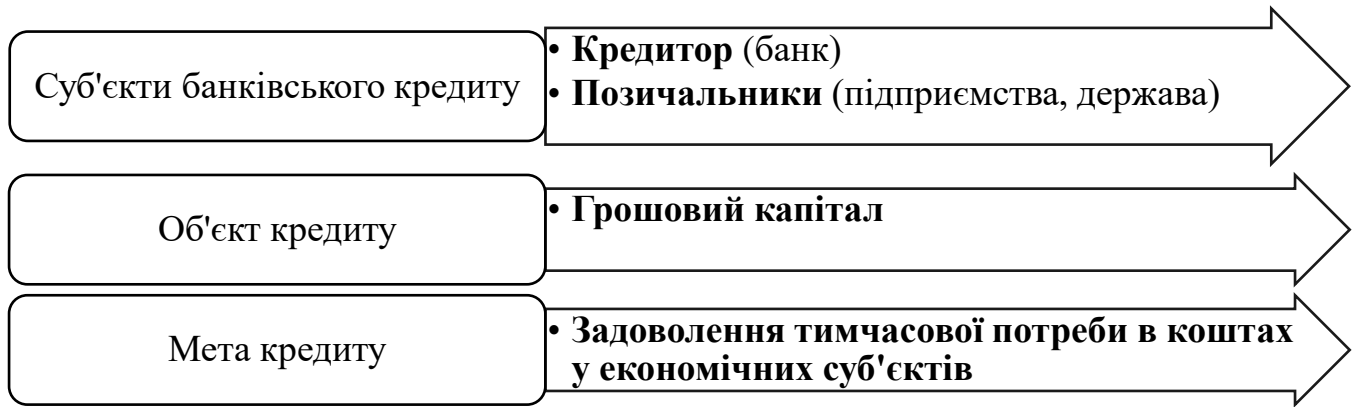 Суб'єкти банківського кредиту
• Кредитор (банк)
• Позичальники (підприємства, держава)
Об'єкт кредиту
• Грошовий капітал
Мета кредиту
• Задоволення тимчасової потреби в коштах
у економічних суб'єктів